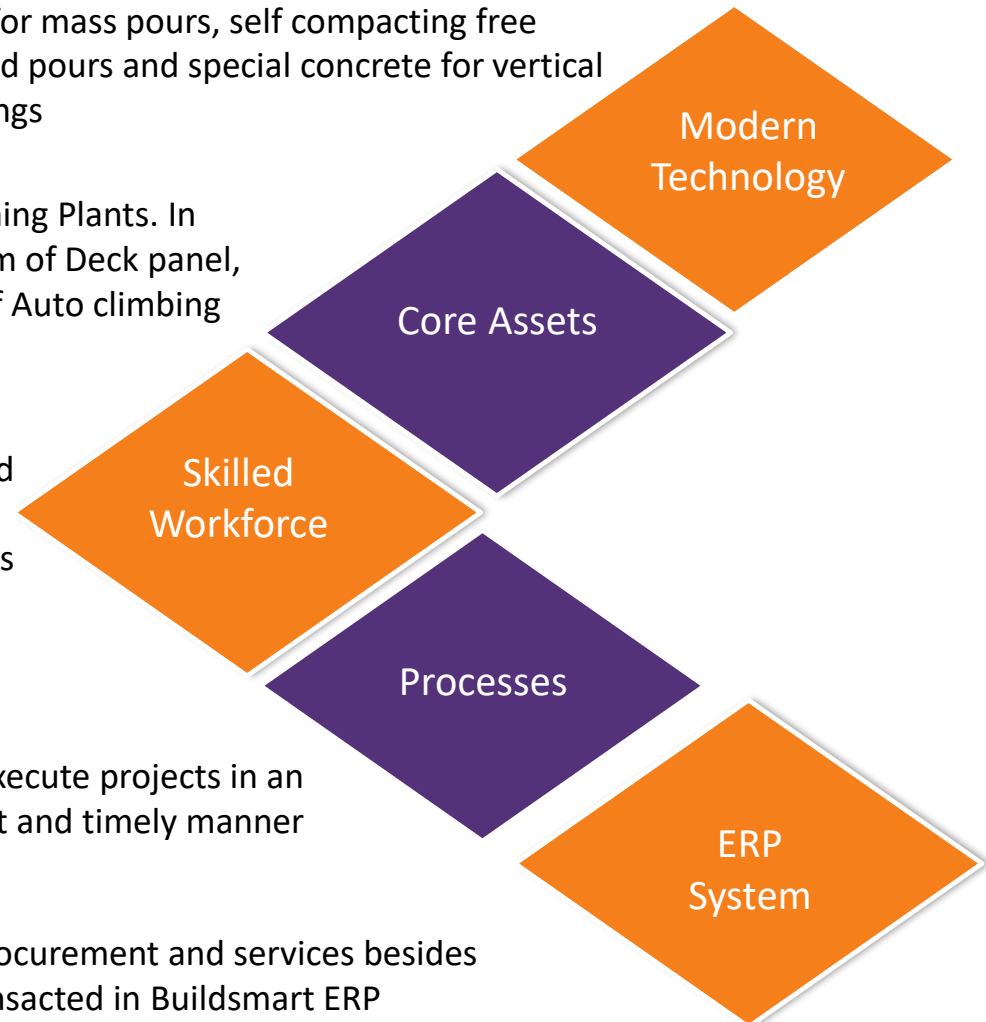 or mass pours, self compacting free
d pours and special concrete for vertical
ngs
Modern
Technology
ing Plants. In
m of Deck panel,
f Auto climbing
Core Assets
d
s
Skilled
Workforce
Processes
xecute projects in an
t and timely manner
ERP
System
ocurement and services besides
nsacted in Buildsmart ERP